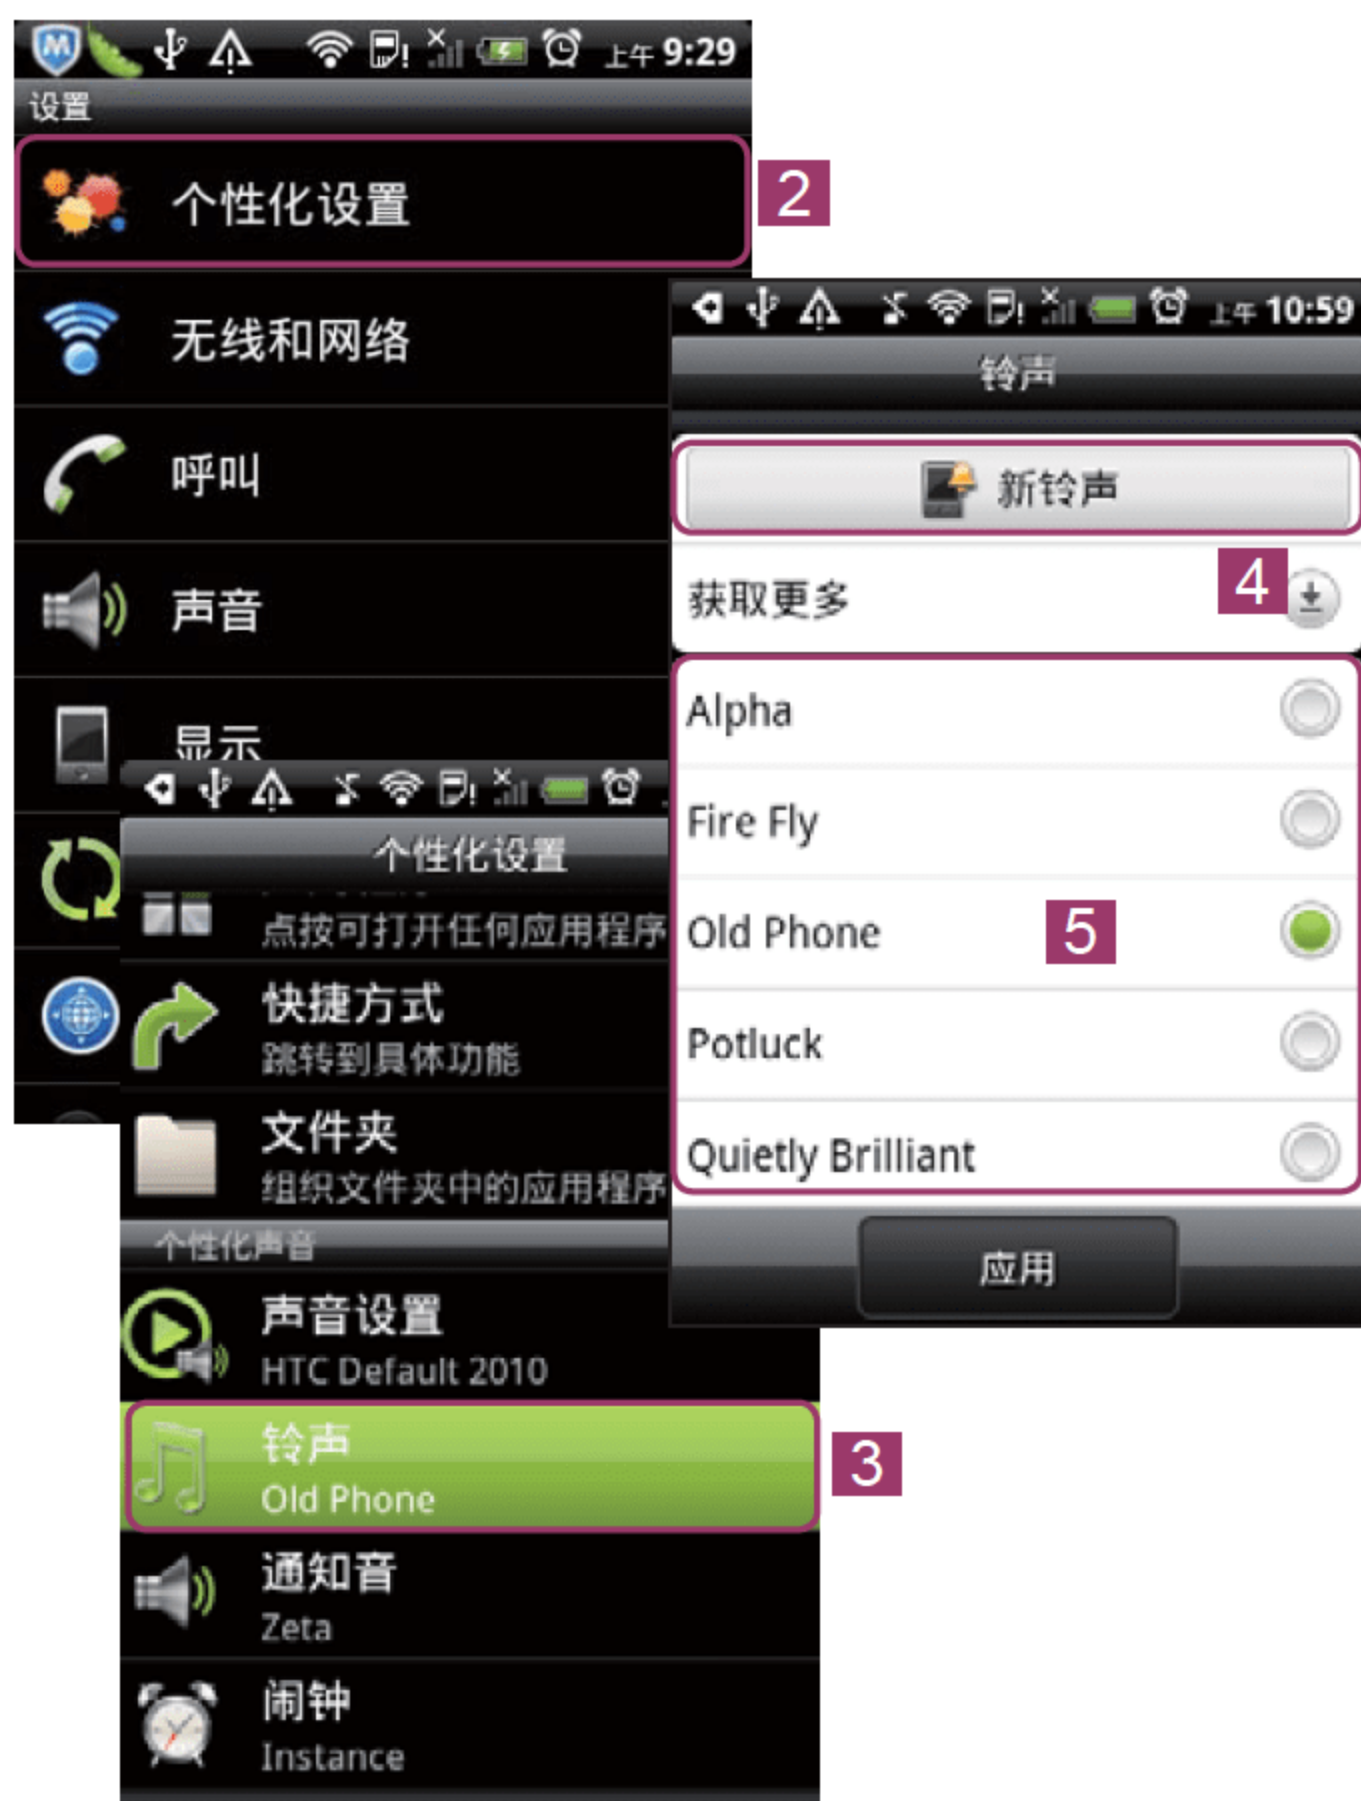 上午 9:29
设置
个性化设置
2
无线和网络
呼叫
声音
显示
上午 10:59
铃声
新铃声
获取更多
4
Alpha
Fire Fly
Old Phone
5
Potluck
Quietly Brilliant
应用
个性化设置
点按可打开任何应用程序
快捷方式
跳转到具体功能
文件夹
组织文件夹中的应用程序
个性化声音
声音设置
HTC Default 2010
铃声
Old Phone
3
通知音
Zeta
闹钟
Instance